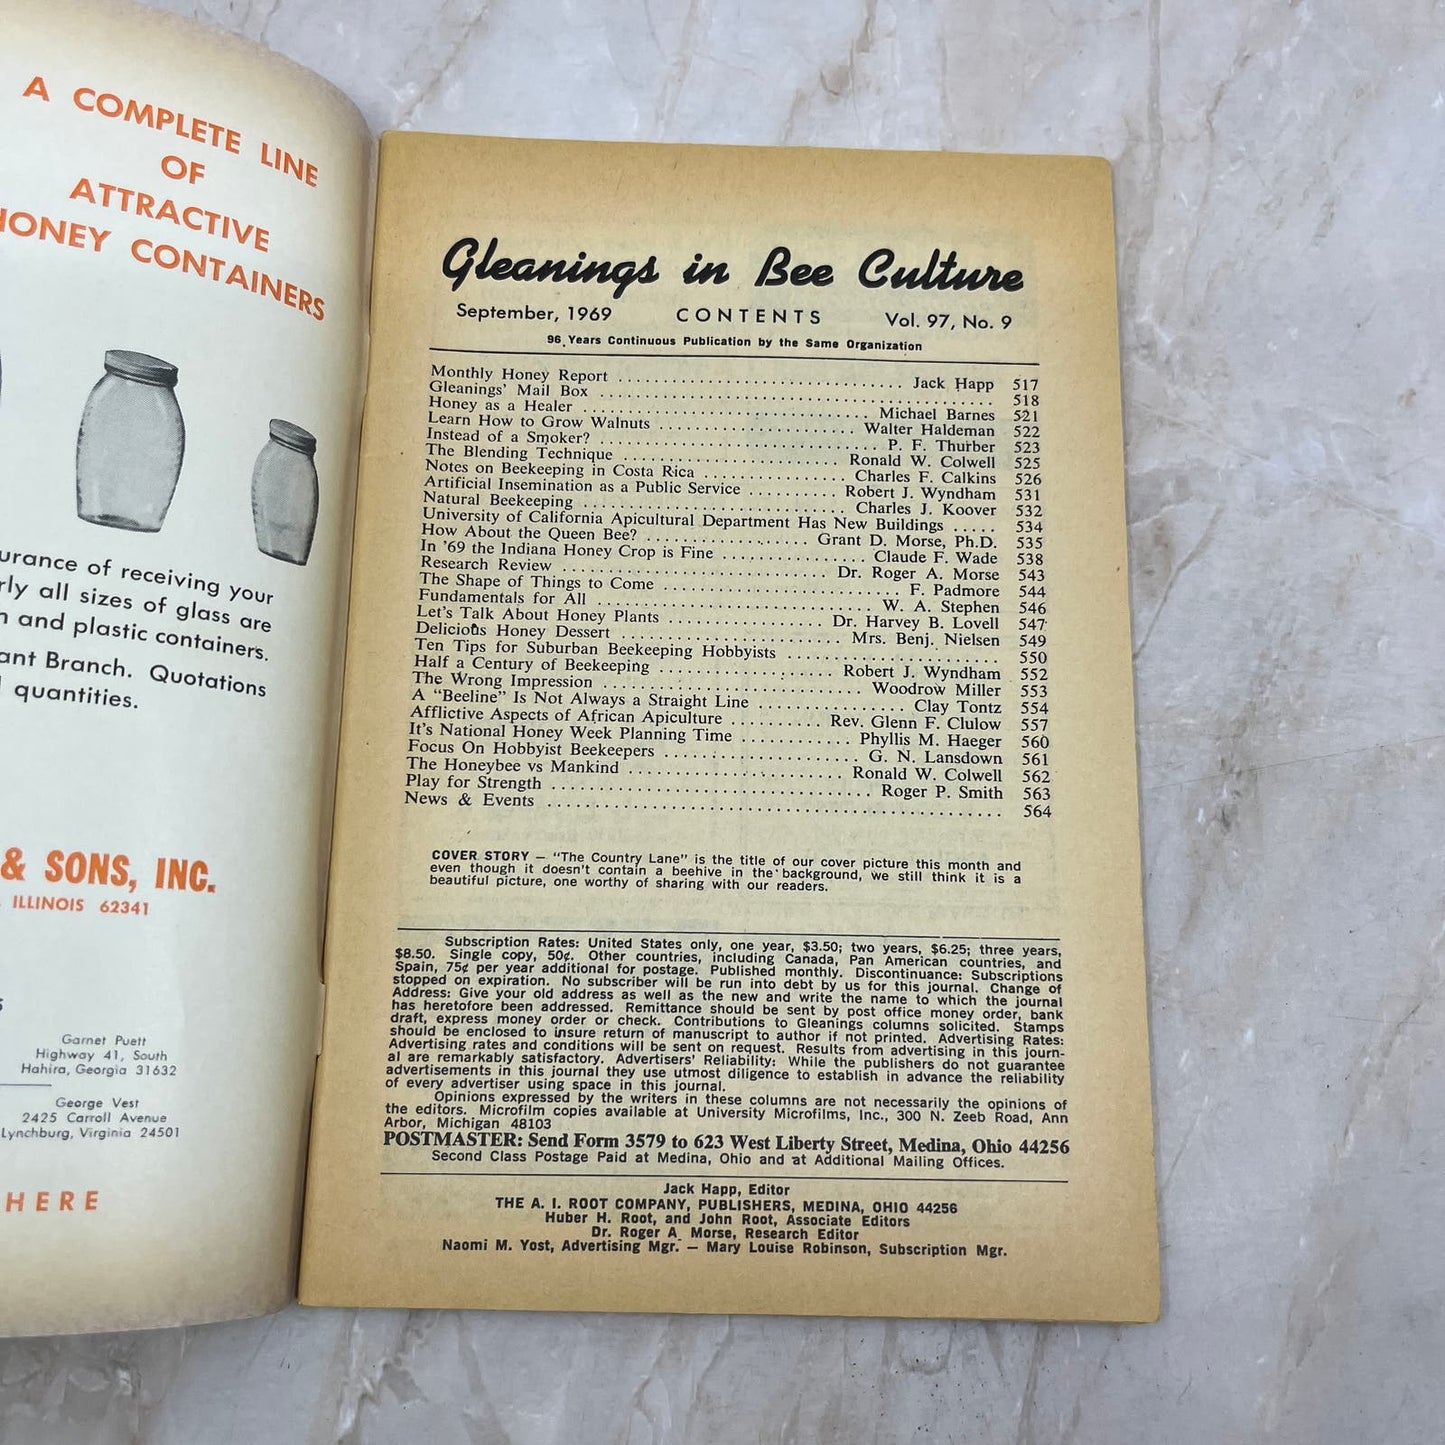 A COMPLETE LINE
OF
ATTRACTIVE
HONEY CONTAINERS
of receiving your
all sizes of glass are
and plastic containers.
Branch. Quotations
quantities.
& SONS, INC.
ILLINOIS 62341
Garnet Puett
Highway 41, South
Hahira, Georgia 31632
George Vest
2425 Carroll Avenue
Lynchburg, Virginia 24501
HERE
Gleanings in Bee Culture
September, 1969 CONTENTS Vol. 97, No. 9
96 Years Continuous Publication by the Same Organization
Monthly Honey Report ........ Jack Happ 517
Gleanings' Mail Box ........ 518
Honey as a Healer ........ Michael Barnes 521
Learn How to Grow Walnuts ........ Walter Haldeman 522
Instead of a Smoker? ........ P. F. Thurber 523
The Blending Technique ........ Ronald W. Colwell 525
Notes on Beekeeping in Costa Rica ........ Charles F. Calkins 526
Artificial Insemination as a Public Service ........ Robert J. Wyndham 531
Natural Beekeeping ........ Charles J. Koover 532
University of California Apicultural Department Has New Buildings ..... 534
How About the Queen Bee? ........ Grant D. Morse, Ph.D. 535
In '69 the Indiana Honey Crop is Fine ........ Claude F. Wade 538
Research Review ........ Dr. Roger A. Morse 543
The Shape of Things to Come ........ F. Padmore 544
Fundamentals for All ........ W. A. Stephen 546
Let's Talk About Honey Plants ........ Dr. Harvey B. Lovell 547
Delicious Honey Dessert ........ Mrs. Benj. Nielsen 549
Ten Tips for Suburban Beekeeping Hobbyists ........ 550
Half a Century of Beekeeping ........ Robert J. Wyndham 552
The Wrong Impression ........ Woodrow Miller 553
A "Beeline" Is Not Always a Straight Line ........ Clay Tontz 554
Afflictive Aspects of African Apiculture ........ Rev. Glenn F. Clulow 557
It's National Honey Week Planning Time ........ Phyllis M. Haeger 560
Focus On Hobbyist Beekeepers ........ G. N. Lansdown 561
The Honeybee vs Mankind ........ Ronald W. Colwell 562
Play for Strength ........ Roger P. Smith 563
News & Events ........ 564
COVER STORY — "The Country Lane" is the title of our cover picture this month and
even though it doesn't contain a beehive in the background, we still think it is a
beautiful picture, one worthy of sharing with our readers.
Subscription Rates: United States only, one year, $3.50; two years, $6.25; three years,
$8.50. Single copy, 50¢. Other countries, including Canada, Pan American countries, and
Spain, 75¢ per year additional for postage. Published monthly. Discontinuance: Subscriptions
stopped on expiration. No subscriber will be run into debt by us for this journal. Change of
Address: Give your old address as well as the new and write the name to which the journal
has heretofore been addressed. Remittance should be sent by post office money order, bank
draft, express money order or check. Contributions to Gleanings columns solicited. Stamps
should be enclosed to insure return of manuscript to author if not printed. Advertising Rates:
Advertising rates and conditions will be sent on request. Results from advertising in this journ-
al are remarkably satisfactory. Advertisers' Reliability: While the publishers do not guarantee
advertisements in this journal they use utmost diligence to establish in advance the reliability
of every advertiser using space in this journal.
Opinions expressed by the writers in these columns are not necessarily the opinions of
the editors. Microfilm copies available at University Microfilms, Inc., 300 N. Zeeb Road, Ann
Arbor, Michigan 48103
POSTMASTER: Send Form 3579 to 623 West Liberty Street, Medina, Ohio 44256
Second Class Postage Paid at Medina, Ohio and at Additional Mailing Offices.
Jack Happ, Editor
THE A. I. ROOT COMPANY, PUBLISHERS, MEDINA, OHIO 44256
Huber H. Root, and John Root, Associate Editors
Dr. Roger A. Morse, Research Editor
Naomi M. Yost, Advertising Mgr. — Mary Louise Robinson, Subscription Mgr.